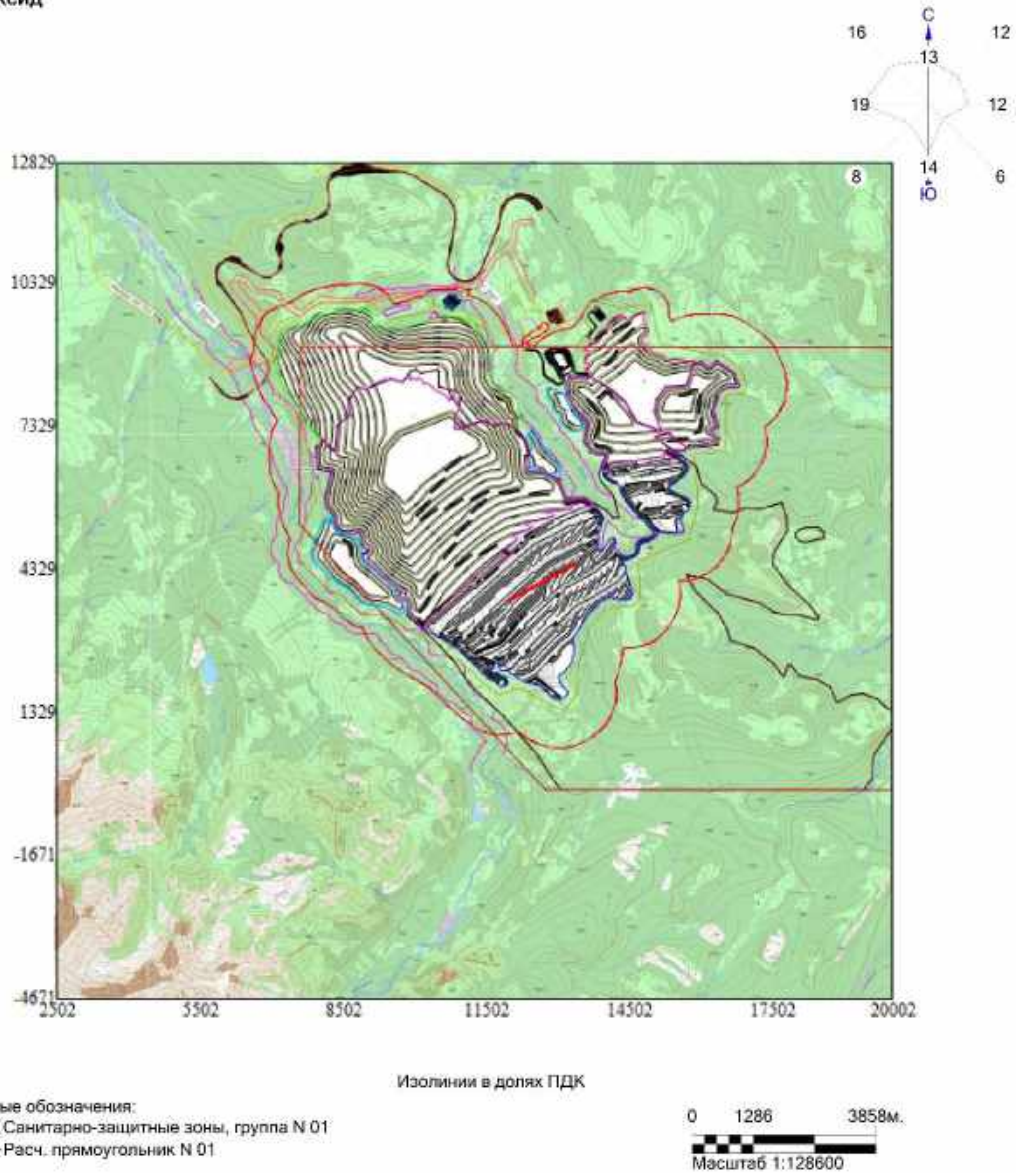 С
16 12
13
19 12
14
8 6
Ю
12829
10329
7329
4329
1329
-1671
-4621
2502 5502 8502 11502 14502 17502 20002
Изолинии в долях ПДК
ые обозначения:
Санитарно-защитные зоны, группа N 01
Расч. прямоугольник N 01
0 1286 3858м.
Масштаб 1:128600